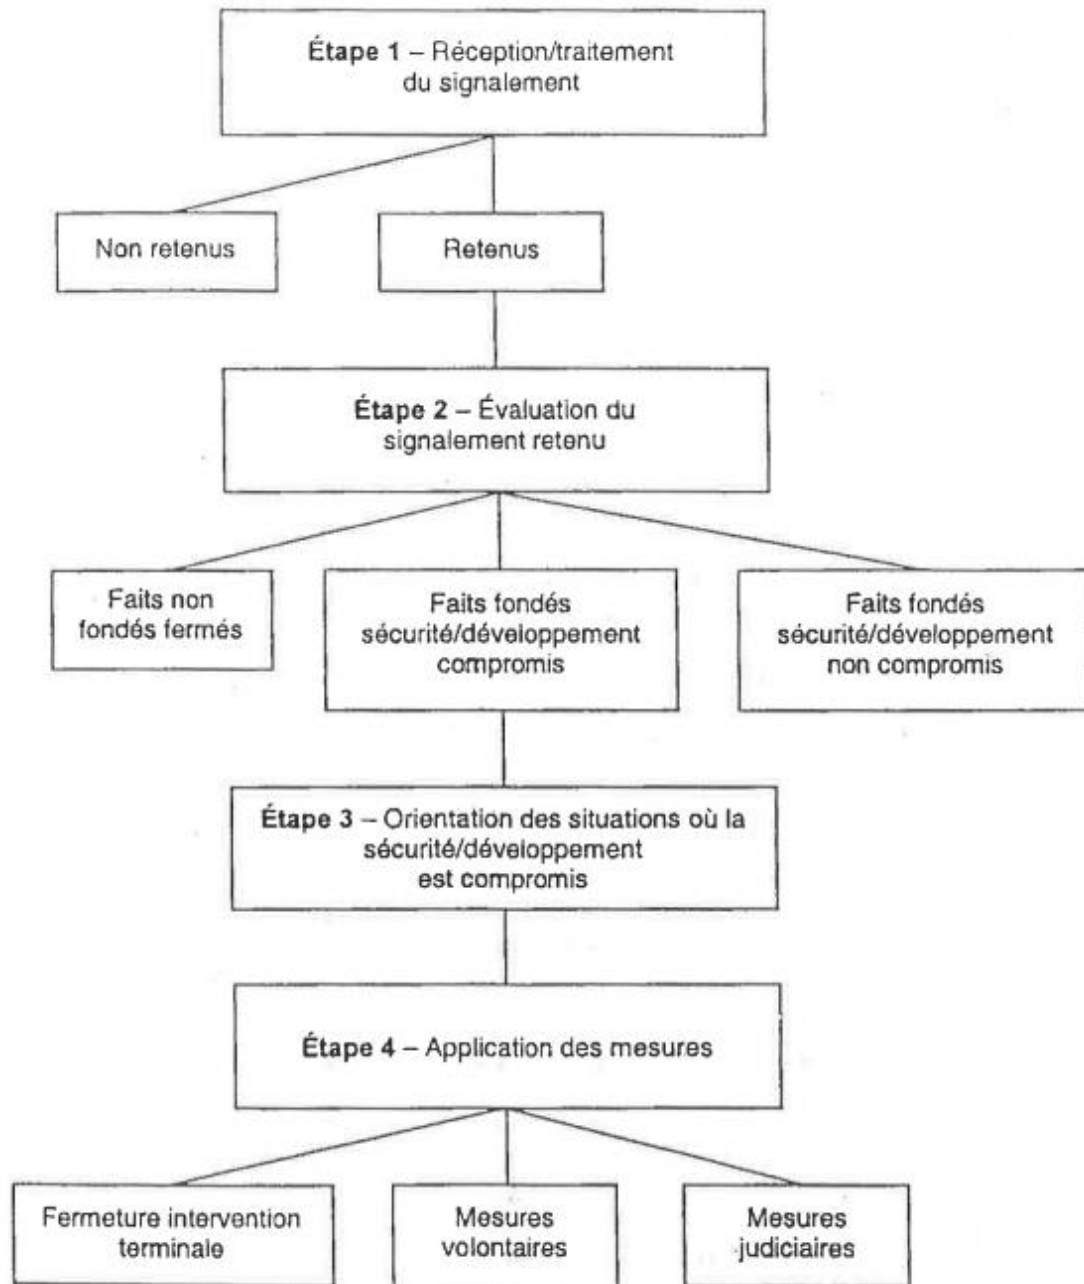 Étape 1 – Réception/traitement
du signalement
Non retenus
Retenus
Étape 2 – Évaluation du
signalement retenu
Faits non
fondés fermés
Faits fondés
sécurité/développement
compromis
Faits fondés
sécurité/développement
non compromis
Étape 3 – Orientation des situations où la
sécurité/développement
est compromis
Étape 4 – Application des mesures
Fermeture intervention
terminale
Mesures
volontaires
Mesures
judiciaires